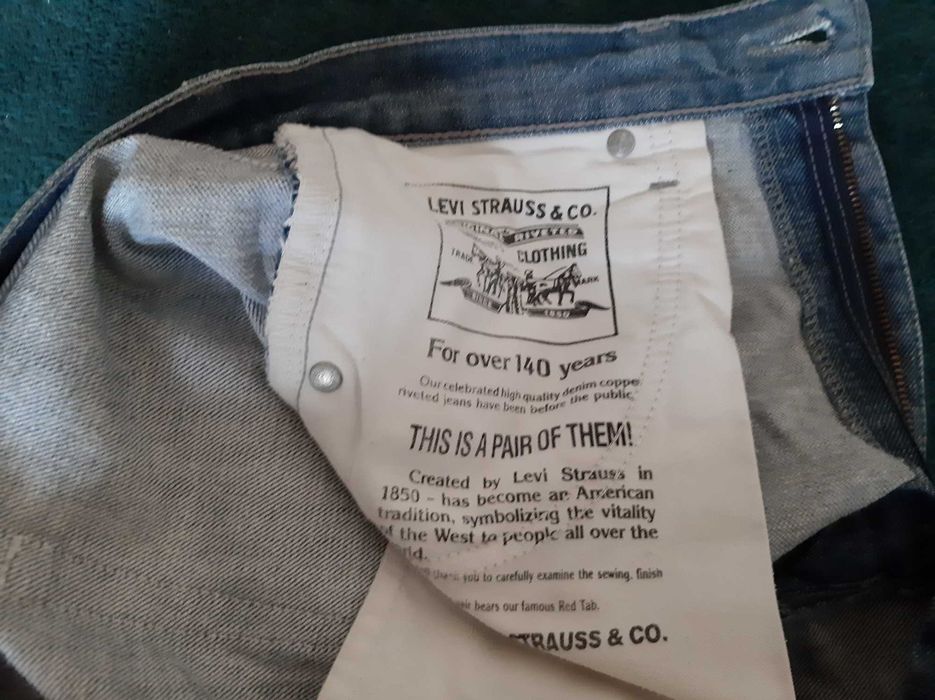 LEVI STRAUSS & CO.
RIVETED
CLOTHING
TRADE MARK
1850
For over 140 years
Our celebrated high quality denim coppe
riveted jeans have been before the public
THIS IS A PAIR OF THEM!
Created by Levi Strauss in
1850 - has become an American
tradition, symbolizing the vitality
of the West to people all over the
you to carefully examine the sewing, finish
bears our famous Red Tab.
STRAUSS & CO.